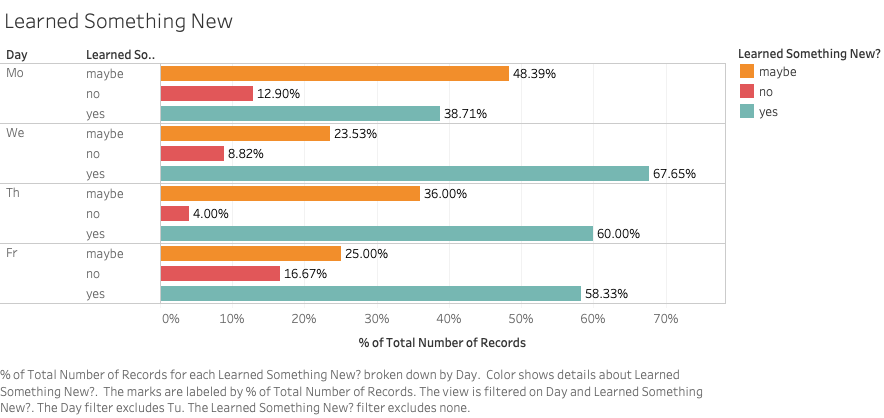 Learned Something New
Day Learned So..
Mo maybe 48.39%
no 12.90%
yes 38.71%
We maybe 23.53%
no 8.82%
yes 67.65%
Th maybe 36.00%
no 4.00%
yes 60.00%
Fr maybe 25.00%
no 16.67%
yes 58.33%
0% 10% 20% 30% 40% 50% 60% 70%
% of Total Number of Records
Learned Something New?
maybe
no
yes
% of Total Number of Records for each Learned Something New? broken down by Day. Color shows details about Learned
Something New?. The marks are labeled by % of Total Number of Records. The view is filtered on Day and Learned Something
New?. The Day filter excludes Tu. The Learned Something New? filter excludes none.